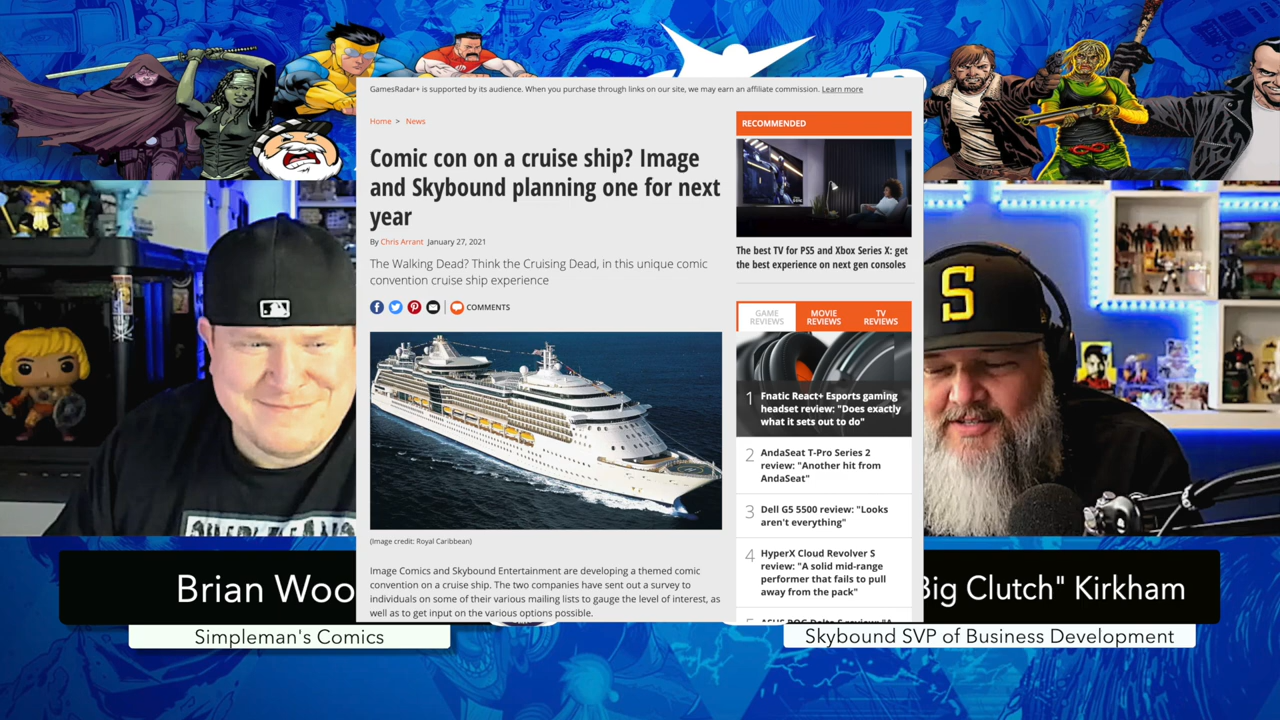 GamesRadar+ is supported by its audience. When you purchase through links on our site, we may earn an affiliate commission. Learn more
Home > News
Comic con on a cruise ship? Image
and Skybound planning one for next
year
By Chris Arrant January 27, 2021
The Walking Dead? Think the Cruising Dead, in this unique comic
convention cruise ship experience
COMMENTS
(Image credit: Royal Caribbean)
Image Comics and Skybound Entertainment are developing a themed comic
convention on a cruise ship. The two companies have sent out a survey to
individuals on some of their various mailing lists to gauge the level of interest, as
well as to get input on the various options possible.
RECOMMENDED
The best TV for PS5 and Xbox Series X: get
the best experience on next gen consoles
GAME
REVIEWS
MOVIE
REVIEWS
TV
REVIEWS
1 Fnatic React+ Esports gaming
headset review: "Does exactly
what it sets out to do"
2 AndaSeat T-Pro Series 2
review: "Another hit from
AndaSeat"
3 Dell G5 5500 review: "Looks
aren't everything"
4 HyperX Cloud Revolver S
review: "A solid mid-range
performer that fails to pull
away from the pack"
S
Brian Woo
Simpleman's Comics
Big Clutch" Kirkham
Skybound SVP of Business Development